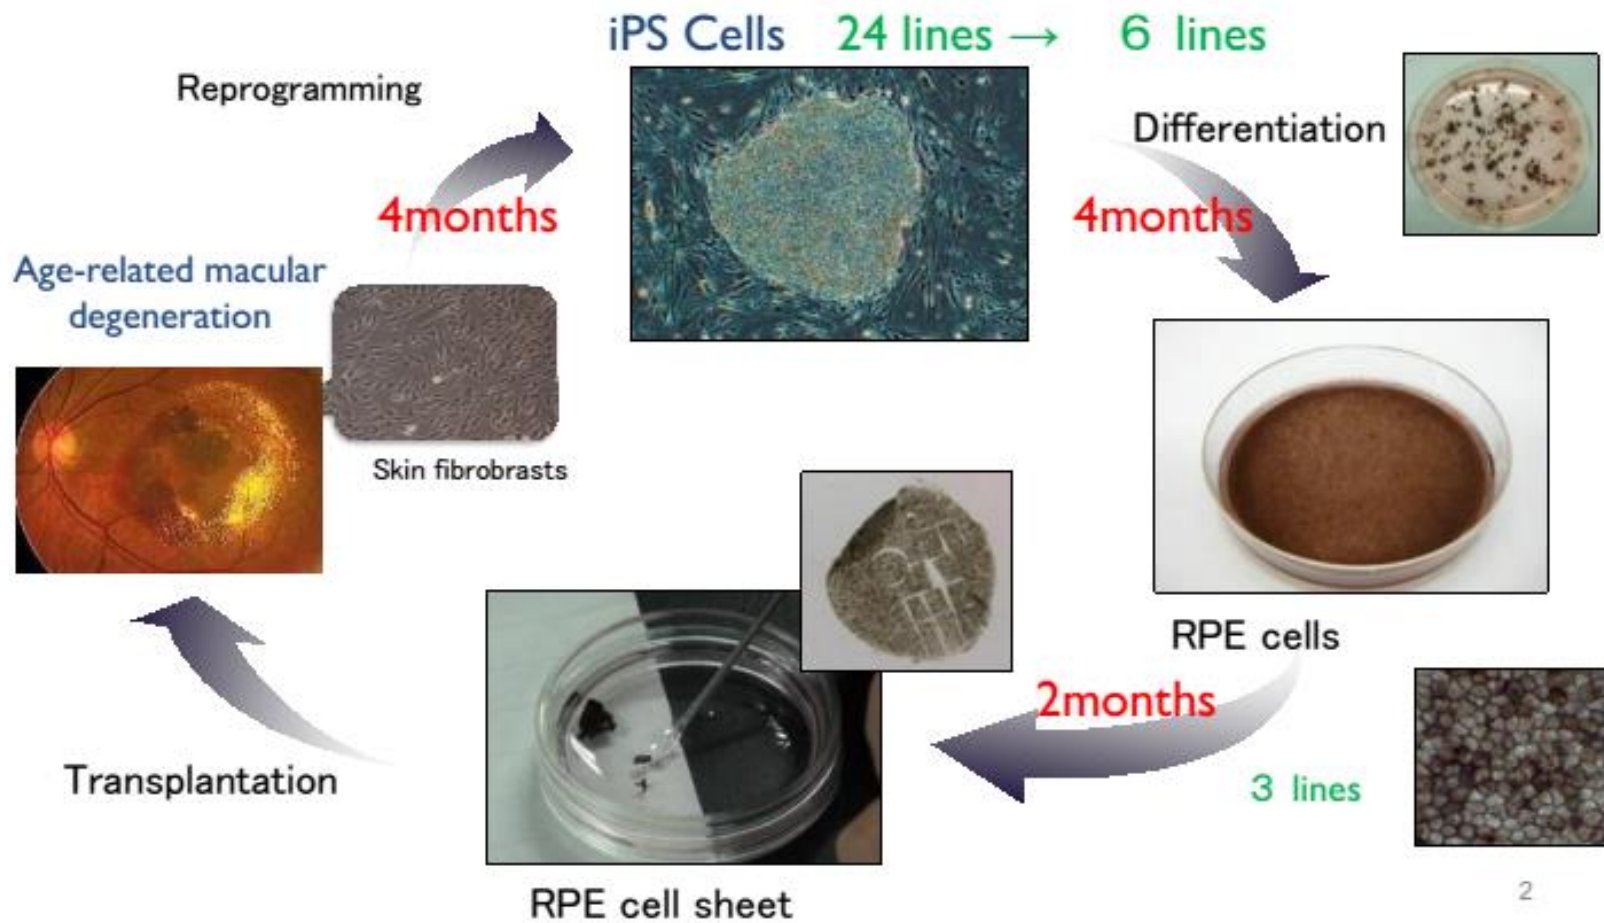 iPS Cells 24 lines → 6 lines
Reprogramming
Differentiation
4months
4months
Age-related macular
degeneration
Skin fibrobrasts
RPE cells
2months
3 lines
Transplantation
RPE cell sheet
2